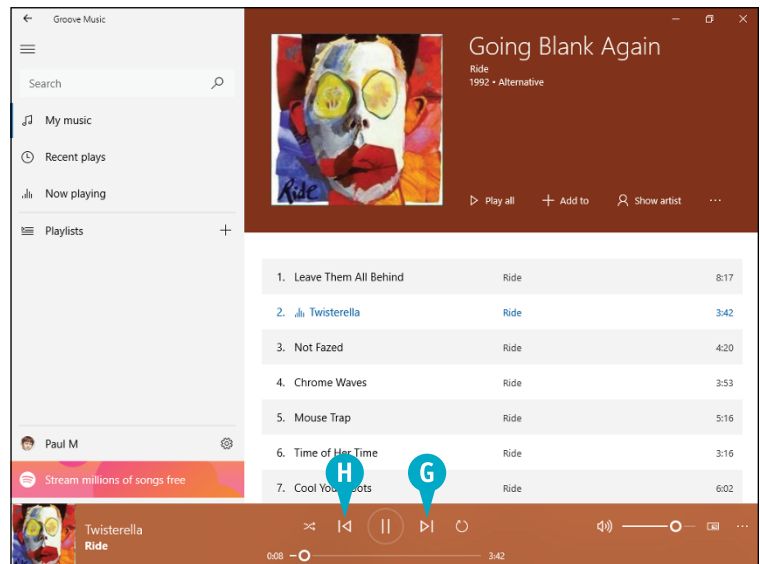 Groove Music
Search
My music
Recent plays
Now playing
Playlists
Paul M
Stream millions of songs free
Going Blank Again
Ride
1992 • Alternative
Ride
Play all Add to Show artist ...
1. Leave Them All Behind Ride 8:17
2. Twisterella Ride 3:42
3. Not Fazed Ride 4:20
4. Chrome Waves Ride 3:53
5. Mouse Trap Ride 5:16
6. Time of Her Time Ride 3:16
7. Cool Ride 6:02
H G
Twisterella
Ride
0:08 3:42